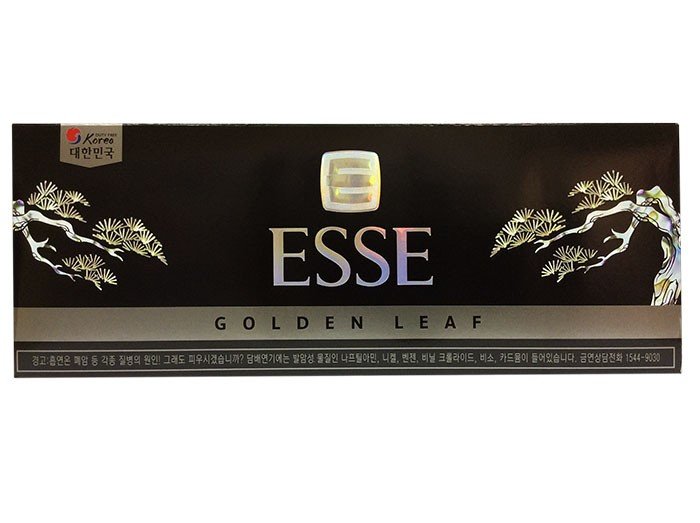 DUTY FREE
Korea
대한민국
ESSE
GOLDEN LEAF
경고:흡연은 폐암 등 각종 질병의 원인! 그래도 피우시겠습니까? 담배연기에는 발암성 물질인 나프틸아민, 니켈, 벤젠, 비닐 크롤라이드, 비소, 카드뮴이 들어있습니다. 금연상담전화 1544-9030